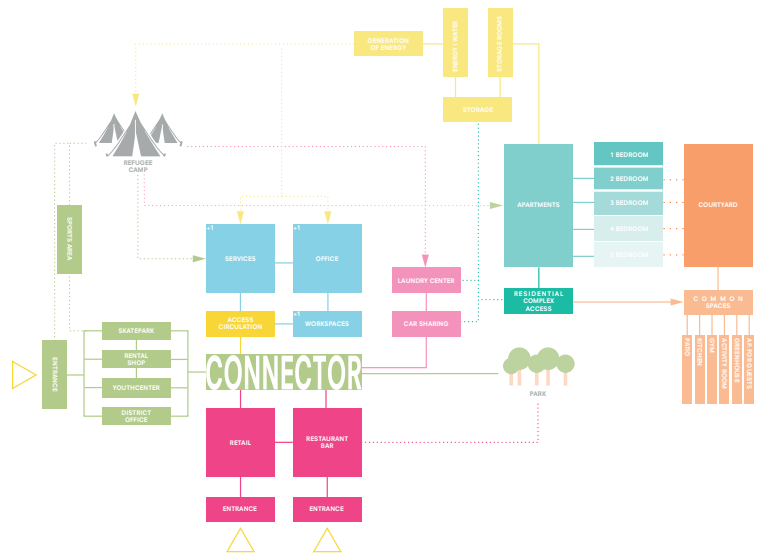 GENERATION
OF ENERGY
ENERGY / WATER
STORAGE ROOMS
STORAGE
REFUGEE
CAMP
1 BEDROOM
2 BEDROOM
3 BEDROOM
4 BEDROOM
5 BEDROOM
APARTMENTS
COURTYARD
SPORTS AREA
+1
SERVICES
+1
OFFICE
LAUNDRY CENTER
RESIDENTIAL
COMPLEX
ACCESS
COMMON
SPACES
ACCESS
CIRCULATION
+1
WORKSPACES
CAR SHARING
SKATEPARK
RENTAL
SHOP
YOUTHCENTER
DISTRICT
OFFICE
ENTRANCE
CONNECTOR
PARK
PATIO
KITCHEN
GYM
ACTIVITY ROOM
GREENHOUSE
RETAIL
RESTAURANT
BAR
ENTRANCE
ENTRANCE